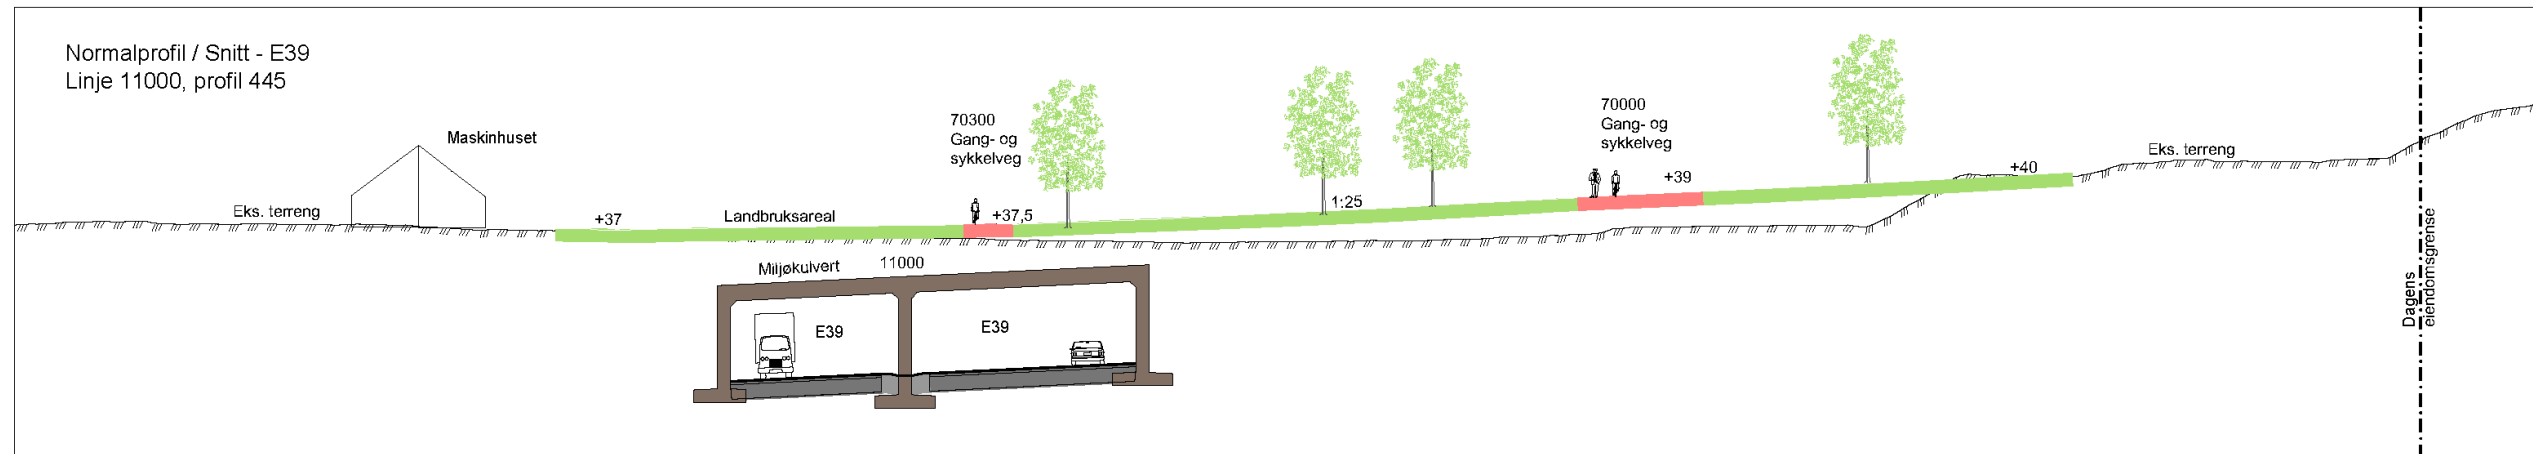 Normalprofil / Snitt - E39
Linje 11000, profil 445
Maskinhuset
Eks. terreng
+37
Landbruksareal
70300
Gang- og
sykkelveg
+37,5
1:25
70000
Gang- og
sykkelveg
+39
+40
Eks. terreng
Miljøkulvert
11000
E39
E39
Dagens
eiendomsgrense